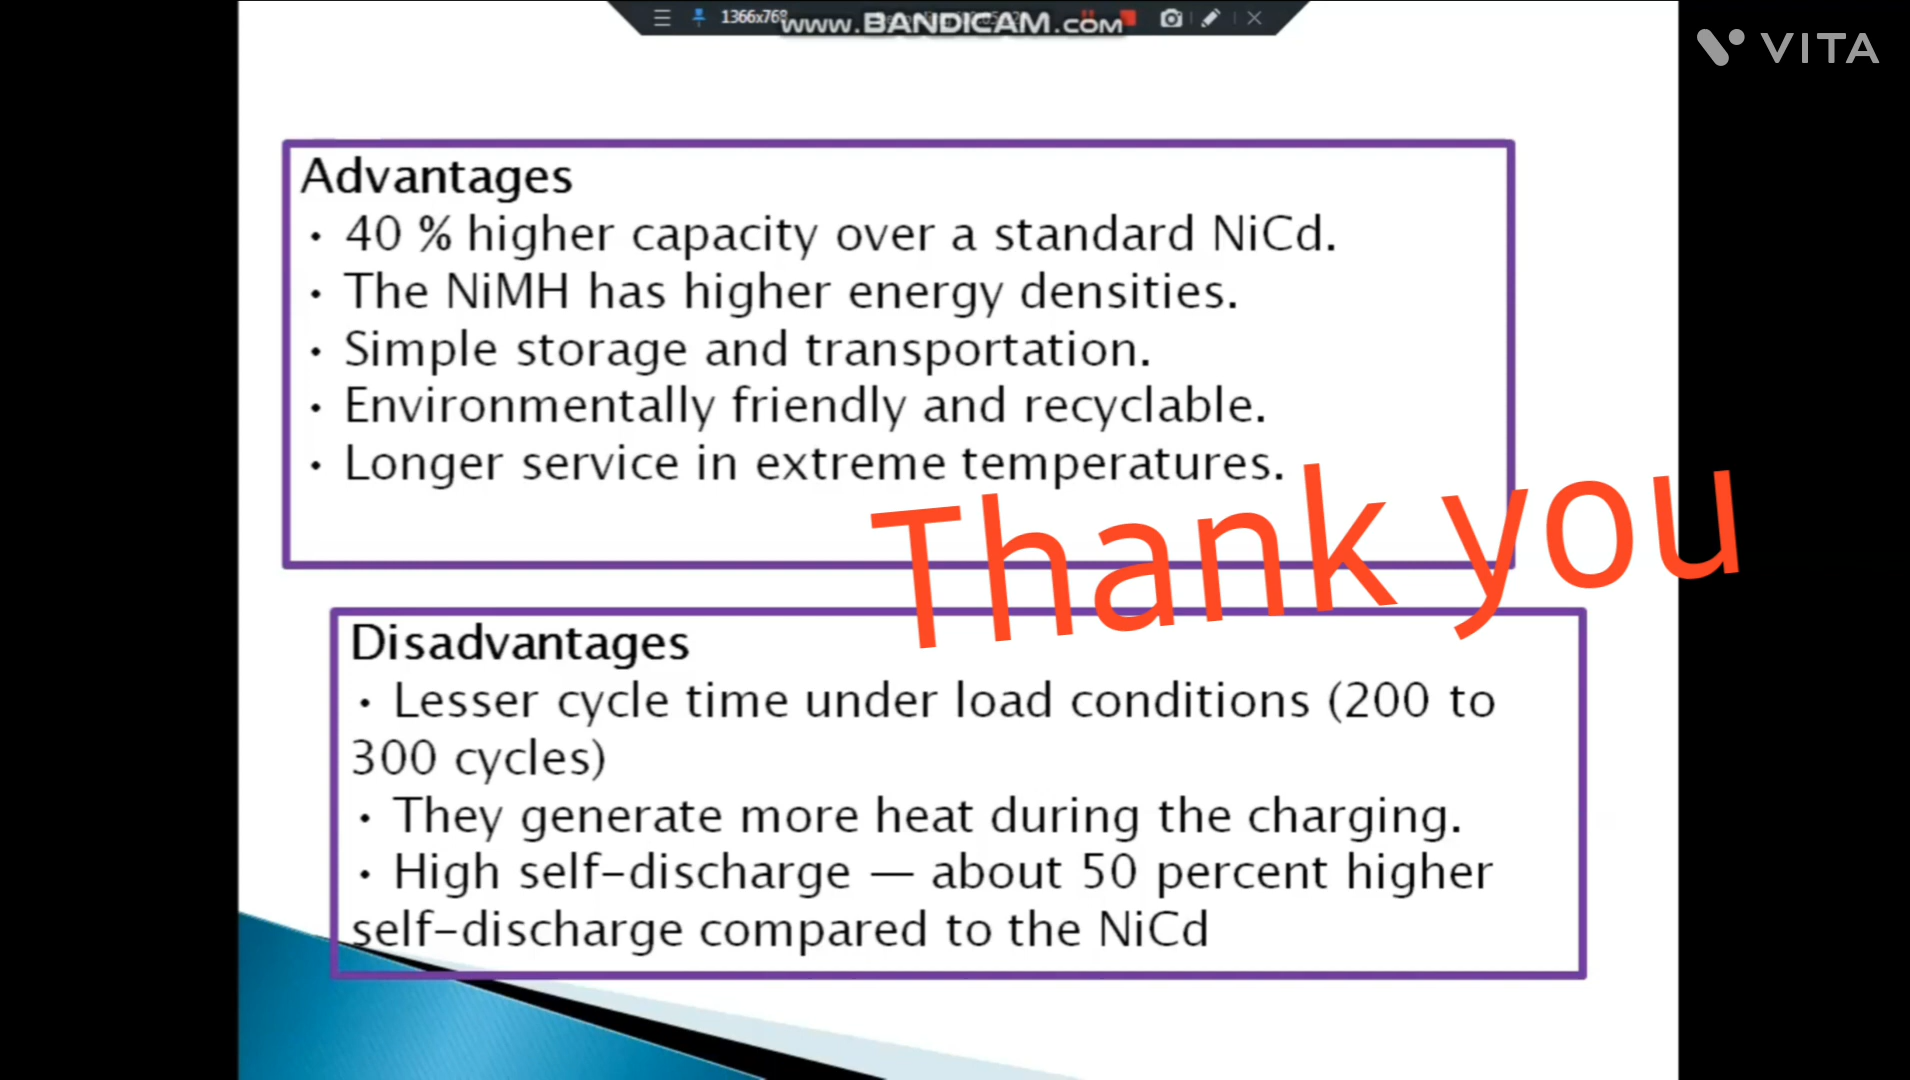 1366x768
www.BANDICAM.com
VITA
Advantages
• 40 % higher capacity over a standard NiCd.
• The NiMH has higher energy densities.
• Simple storage and transportation.
• Environmentally friendly and recyclable.
• Longer service in extreme temperatures.
Thank you
Disadvantages
• Lesser cycle time under load conditions (200 to
300 cycles)
• They generate more heat during the charging.
• High self-discharge — about 50 percent higher
self-discharge compared to the NiCd